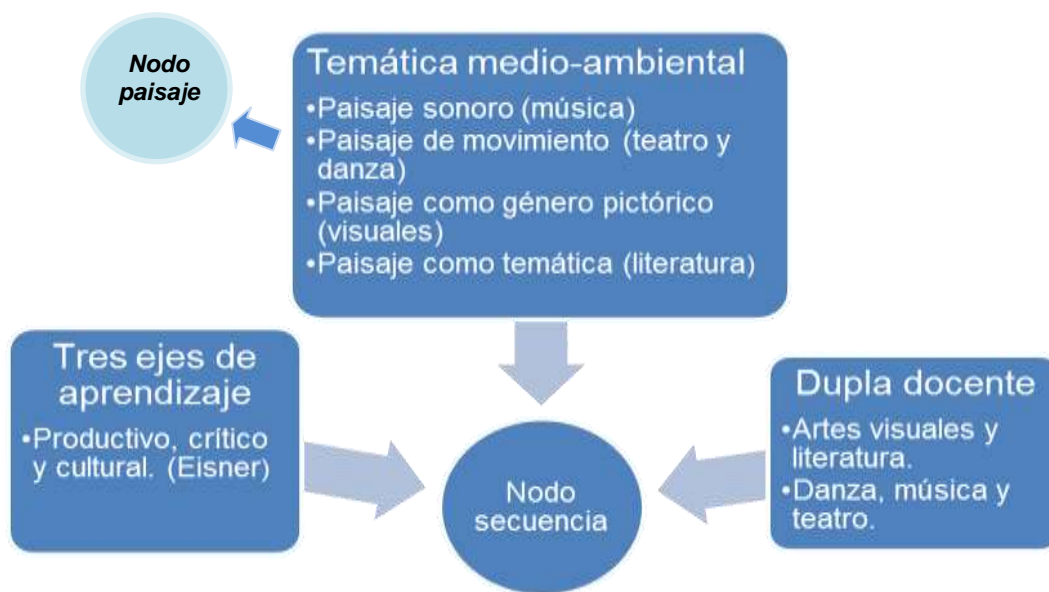 Nodo
paisaje
Temática medio-ambiental
•Paisaje sonoro (música)
•Paisaje de movimiento (teatro y
danza)
•Paisaje como género pictórico
(visuales)
•Paisaje como temática (literatura)
Tres ejes de
aprendizaje
•Productivo, crítico
y cultural. (Eisner)
Dupla docente
•Artes visuales y
literatura.
•Danza, música y
teatro.
Nodo
secuencia